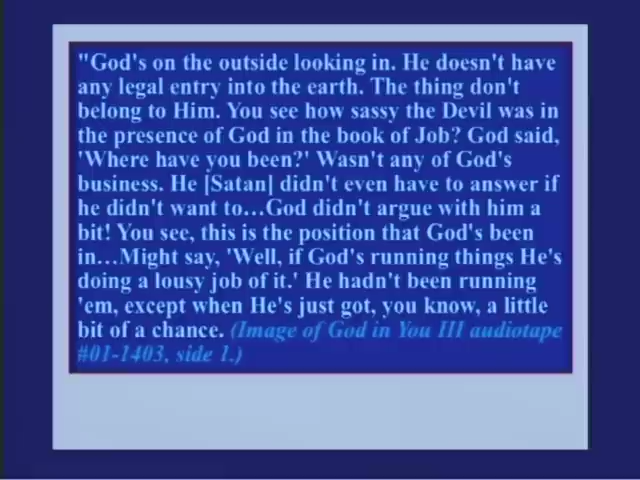 "God's on the outside looking in. He doesn't have
any legal entry into the earth. The thing don't
belong to Him. You see how sassy the Devil was in
the presence of God in the book of Job? God said,
'Where have you been?' Wasn't any of God's
business. He [Satan] didn't even have to answer if
he didn't want to...God didn't argue with him a
bit! You see, this is the position that God's been
in...Might say, 'Well, if God's running things He's
doing a lousy job of it.' He hadn't been running
'em, except when He's just got, you know, a little
bit of a chance. (Image of God in You III audiotape
#01-1403, side 1.)